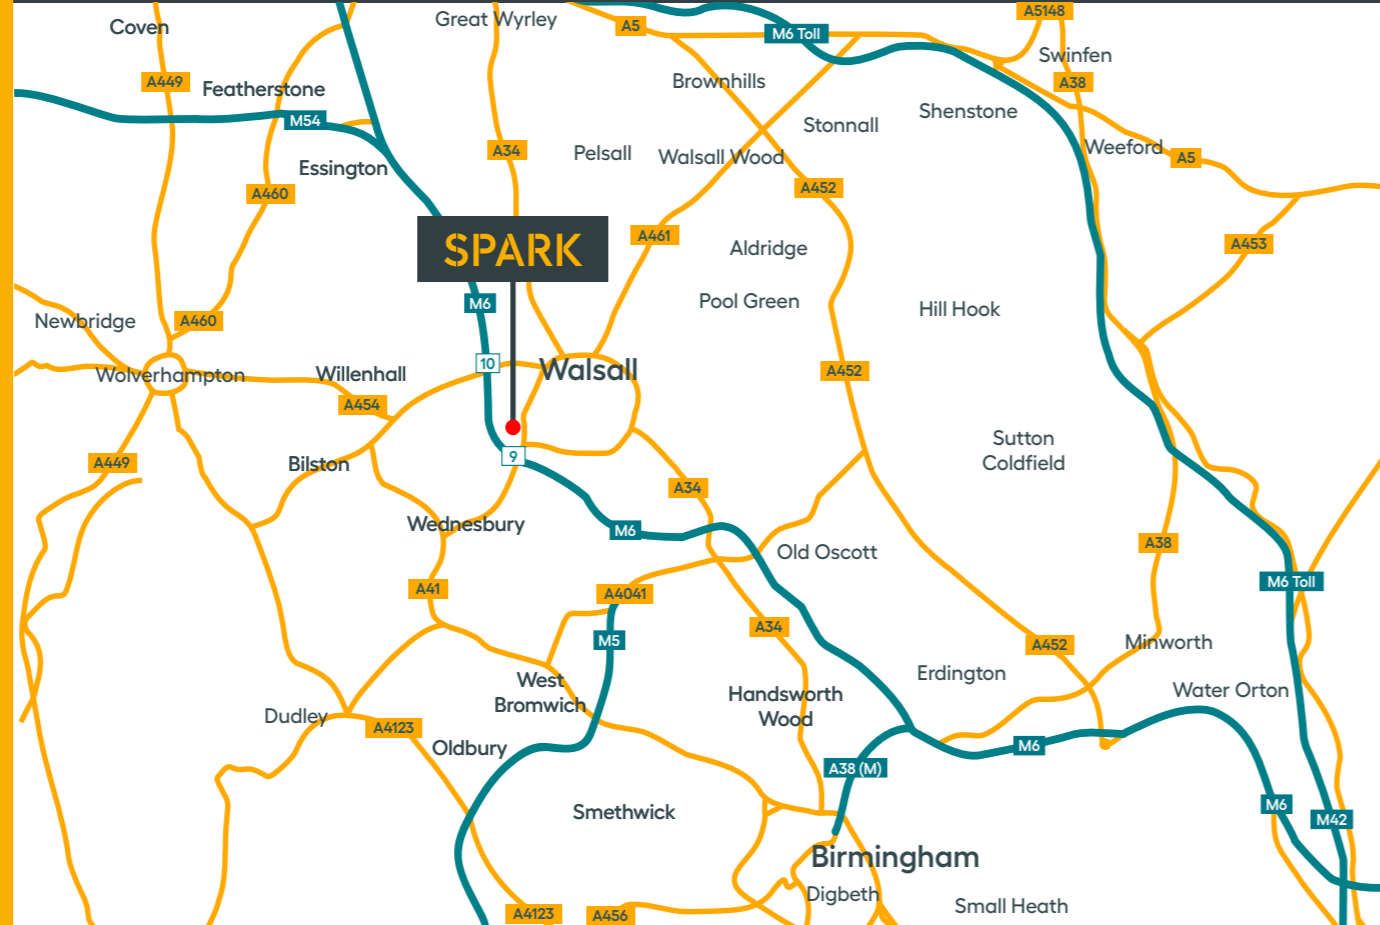 A5148
Great Wyrley
Coven
A5
M6 Toll
Swinfen
A449
Featherstone
Brownhills
A38
M54
Shenstone
Stonnall
Weeford
A5
A34
Pelsall
Walsall Wood
Essington
A460
A452
A461
SPARK
Aldridge
A453
M6
Pool Green
Hill Hook
Newbridge
A460
10
Walsall
Wolverhampton
Willenhall
A452
A454
Sutton
Coldfield
9
A449
Bilston
A34
Wednesbury
M6
A38
Old Oscott
M6 Toll
A41
A4041
A34
M5
A452
Minworth
Erdington
West
Bromwich
Handsworth
Wood
Water Orton
Dudley
A4123
Oldbury
M6
A38 (M)
M6
M42
Smethwick
Birmingham
Digbeth
Small Heath
A4123
A456